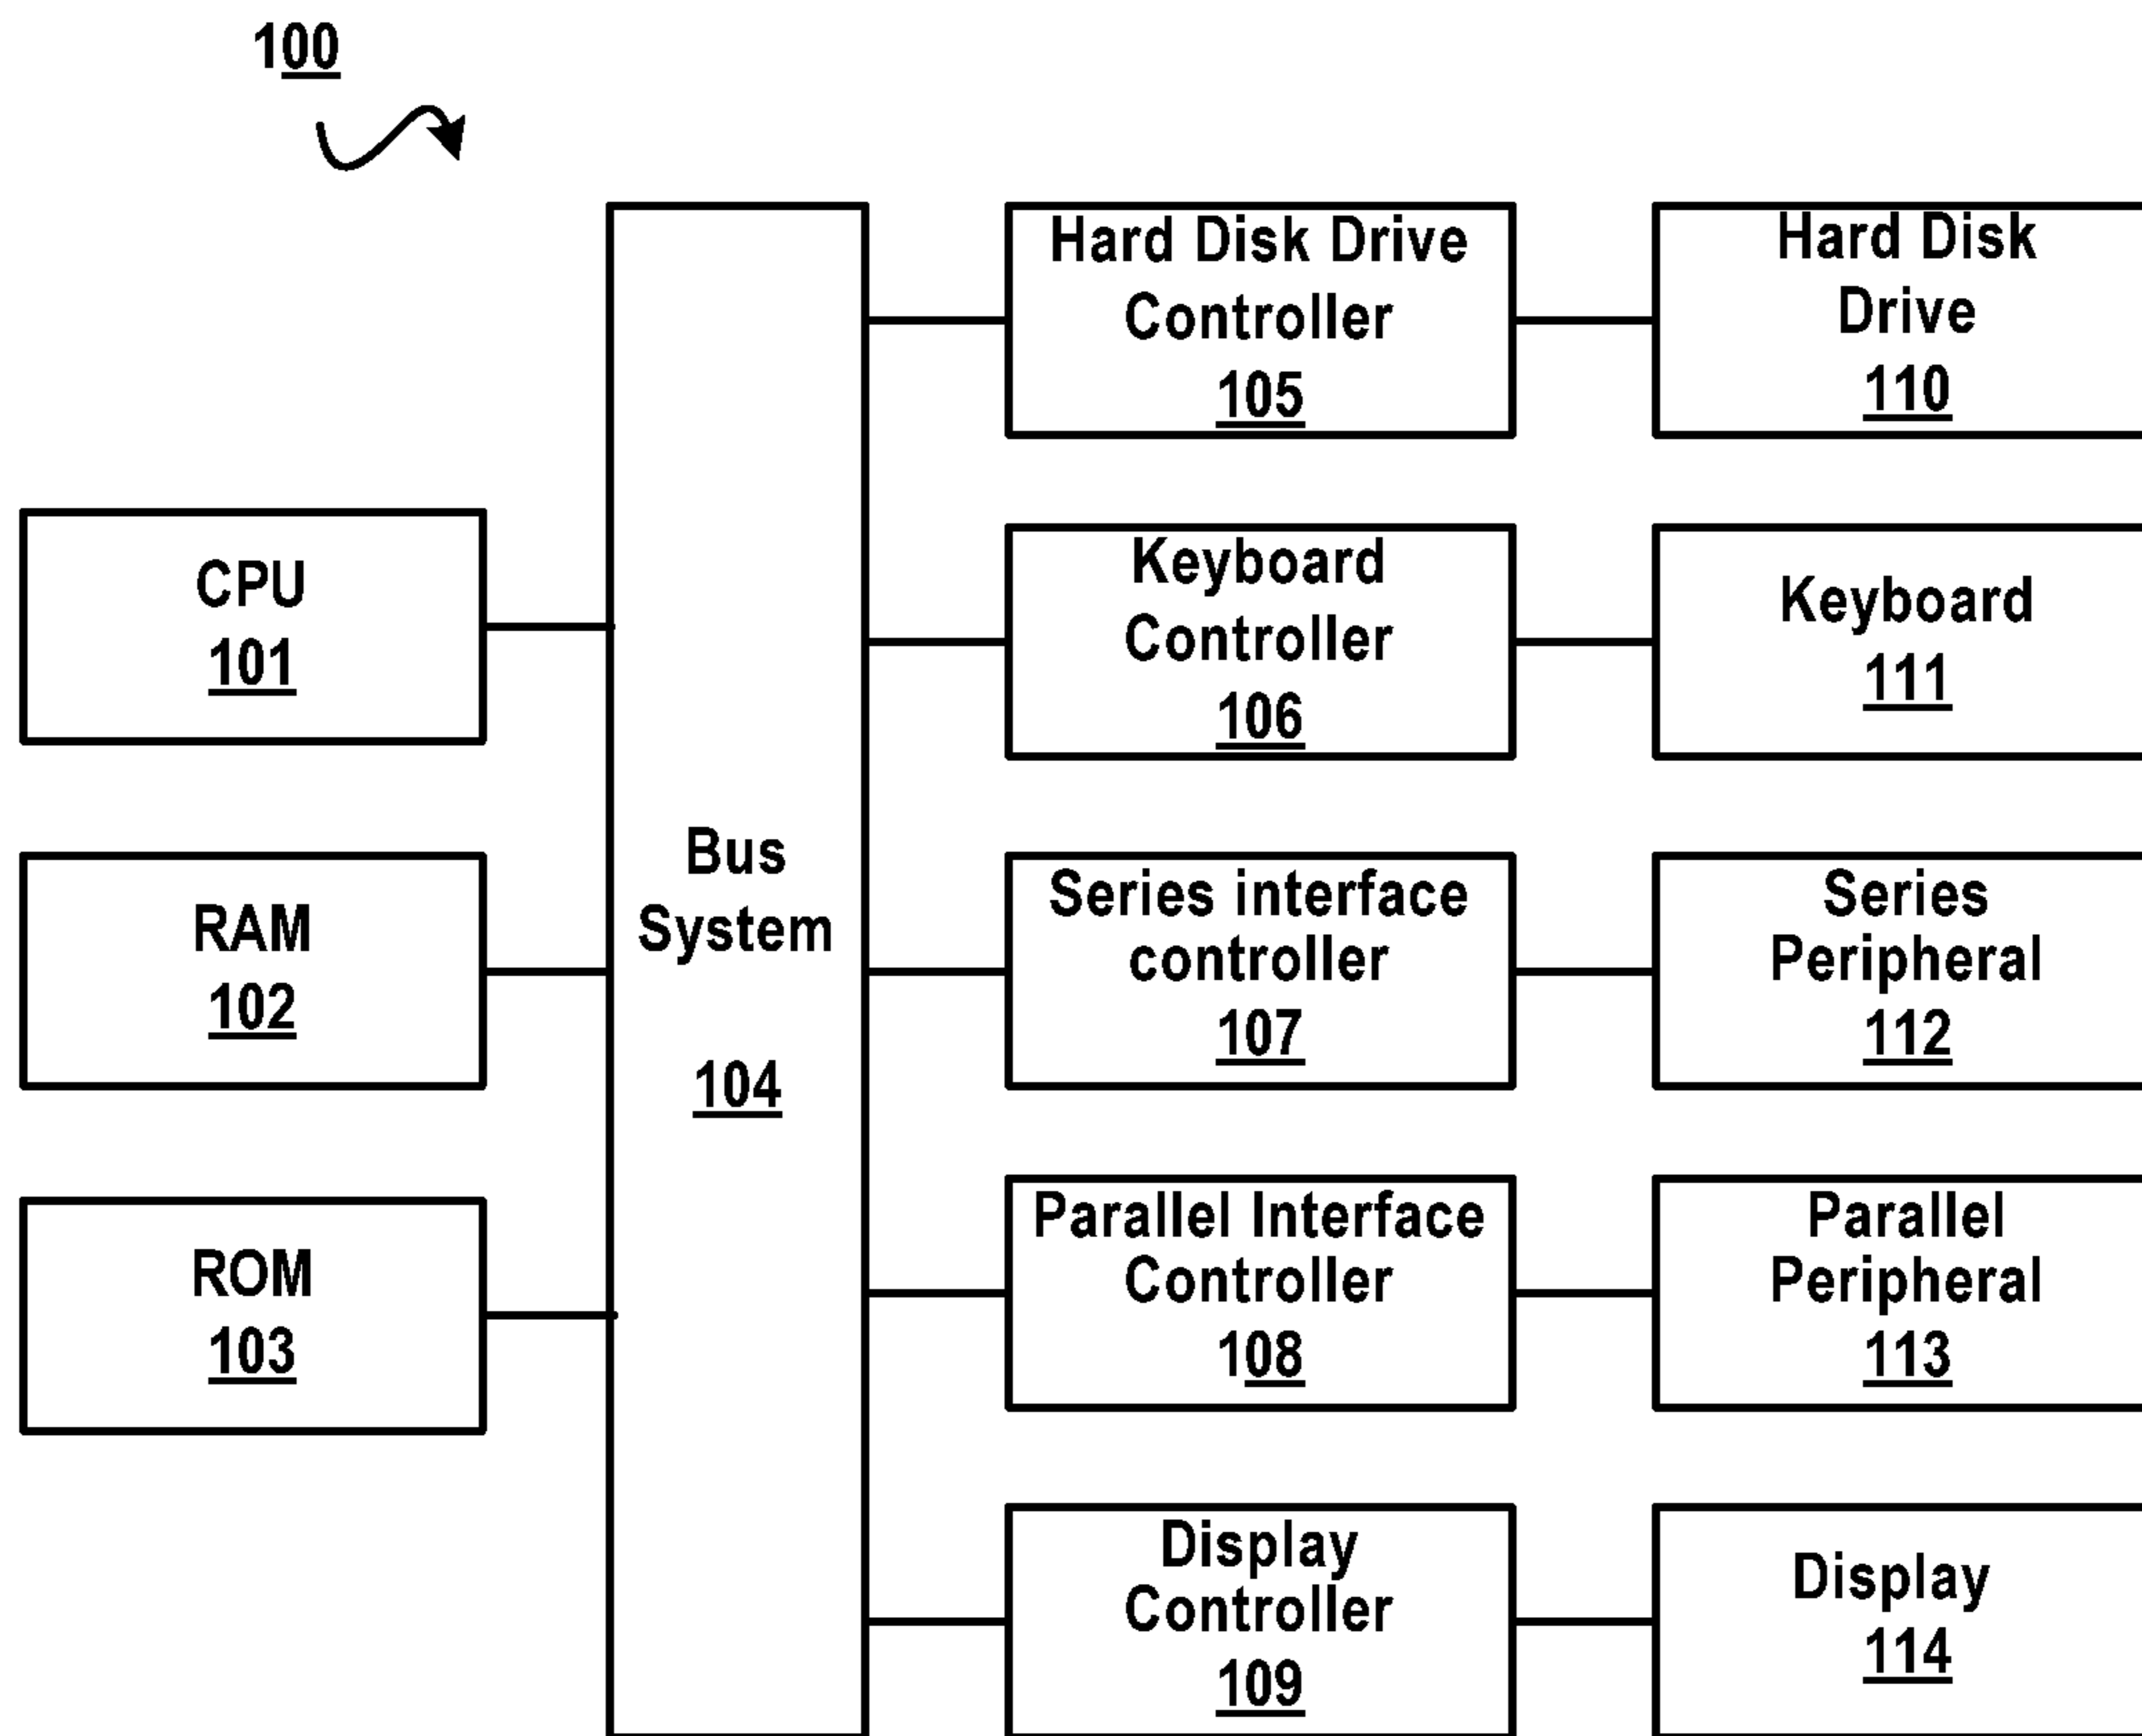 100
CPU
101
RAM
102
ROM
103
Bus
System
104
Hard Disk Drive
Controller
105
Keyboard
Controller
106
Series interface
controller
107
Parallel Interface
Controller
108
Display
Controller
109
Hard Disk
Drive
110
Keyboard
111
Series
Peripheral
112
Parallel
Peripheral
113
Display
114